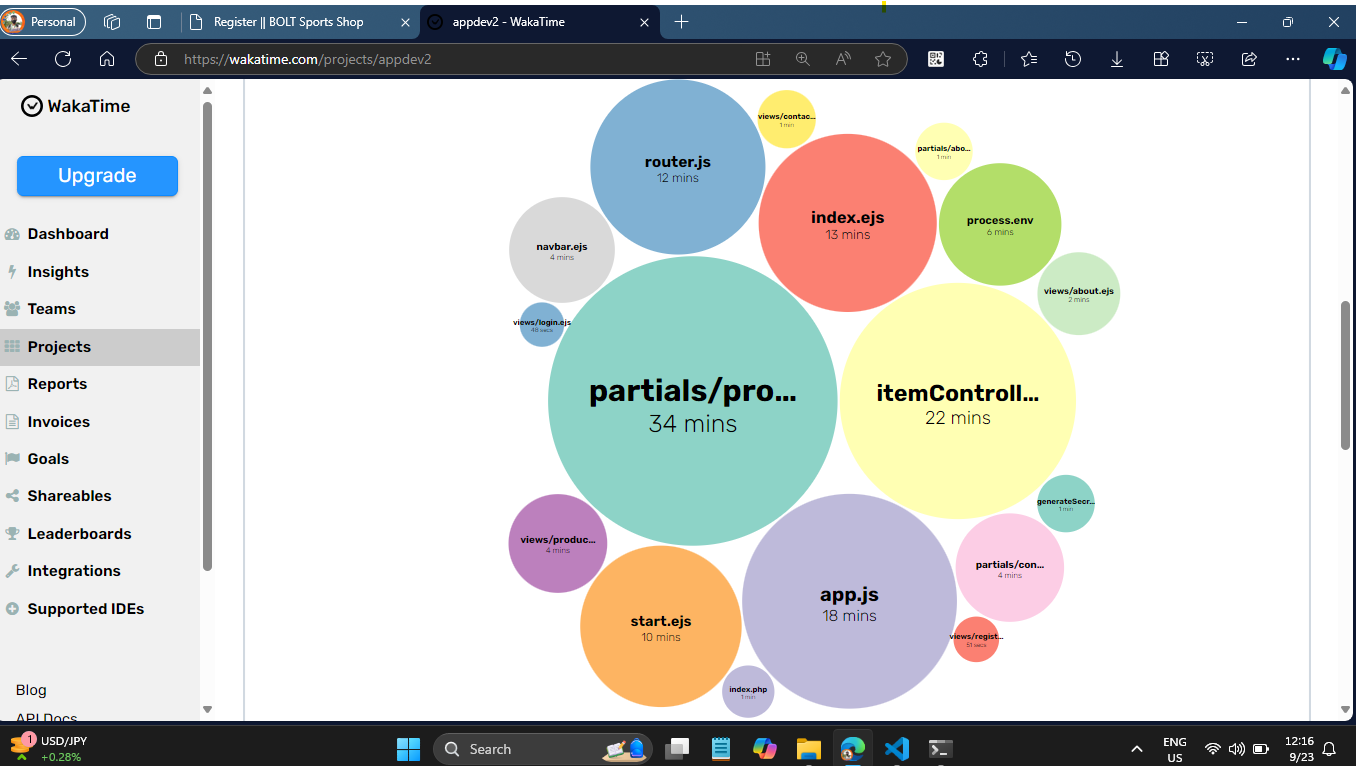 Personal
Register || BOLT Sports Shop
appdev2 - WakaTime
https://wakatime.com/projects/appdev2
WakaTime
Upgrade
Dashboard
Insights
Teams
Projects
Reports
Invoices
Goals
Shareables
Leaderboards
Integrations
Supported IDEs
Blog
API Docs
views/contac...
1 min
router.js
12 mins
partials/abo...
1 min
index.ejs
13 mins
process.env
6 mins
navbar.ejs
4 mins
views/about.ejs
2 mins
views/login.ejs
48 secs
partials/pro...
34 mins
itemControll...
22 mins
generateSecr...
1 min
views/produc...
4 mins
partials/con...
4 mins
app.js
18 mins
start.ejs
10 mins
views/regist...
51 secs
index.php
1 min
1
USD/JPY
+0.28%
Search
ENG
US
12:16
9/23